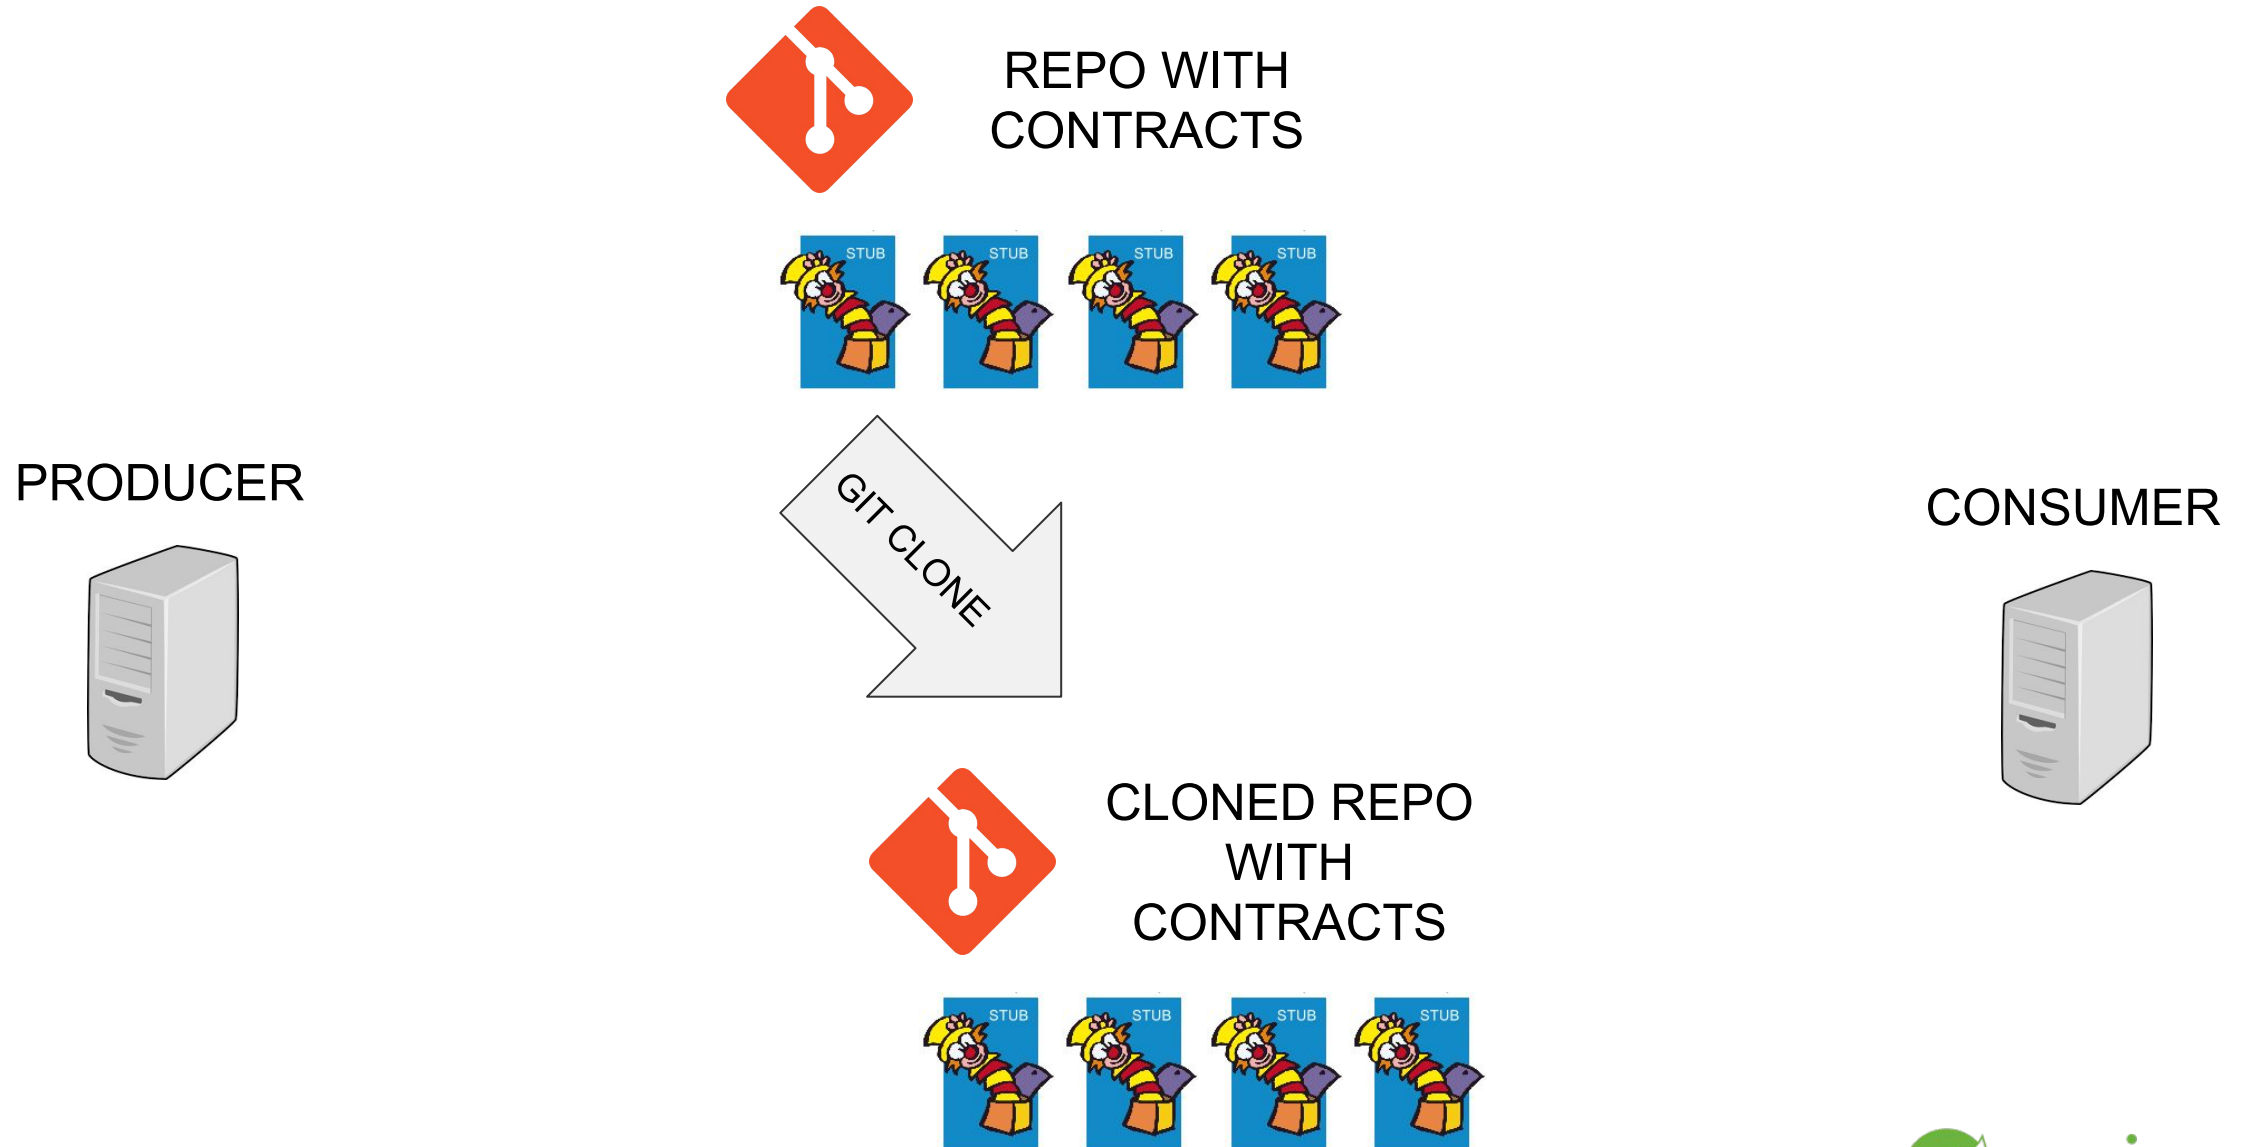 REPO WITH
CONTRACTS
STUB STUB STUB STUB
PRODUCER
GIT CLONE
CONSUMER
CLONED REPO
WITH
CONTRACTS
STUB STUB STUB STUB